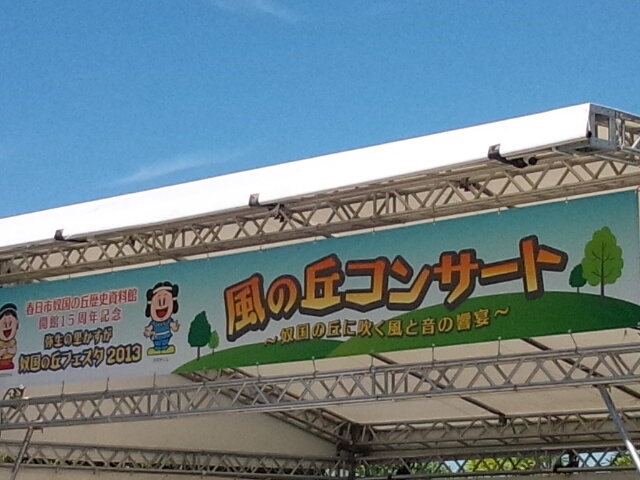 春日市奴国の丘歴史資料館
開館15周年記念
弥生の里かすが
奴国の丘フェスタ2013
風の丘コンサート
～奴国の丘に吹く風と音の響宴～